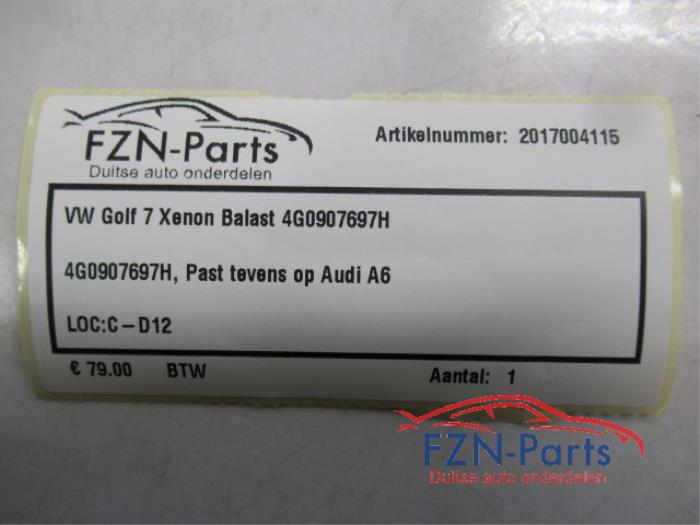 FZN-Parts
Duitse auto onderdelen
Artikelnummer: 2017004115
VW Golf 7 Xenon Balast 4G0907697H
4G0907697H, Past tevens op Audi A6
LOC:C-D12
€ 79.00 BTW Aantal: 1
FZN-Parts
Duitse auto onderdelen